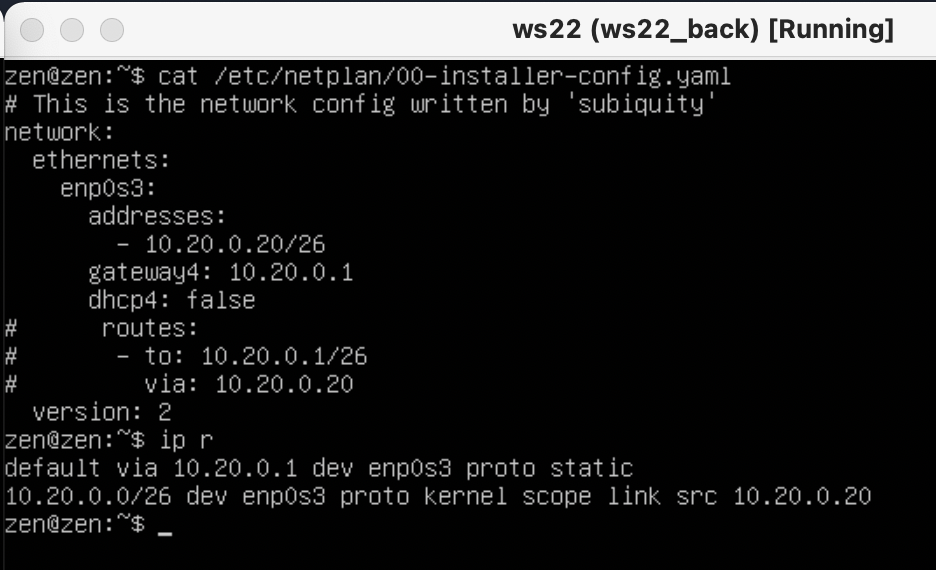 ws22 (ws22_back) [Running]
zen@zen:~$ cat /etc/netplan/00-installer-config.yaml
# This is the network config written by 'subiquity'
network:
  ethernets:
    enp0s3:
      addresses:
        - 10.20.0.20/26
      gateway4: 10.20.0.1
      dhcp4: false
#      routes:
#       - to: 10.20.0.1/26
#         via: 10.20.0.20
  version: 2
zen@zen:~$ ip r
default via 10.20.0.1 dev enp0s3 proto static
10.20.0.0/26 dev enp0s3 proto kernel scope link src 10.20.0.20
zen@zen:~$ _